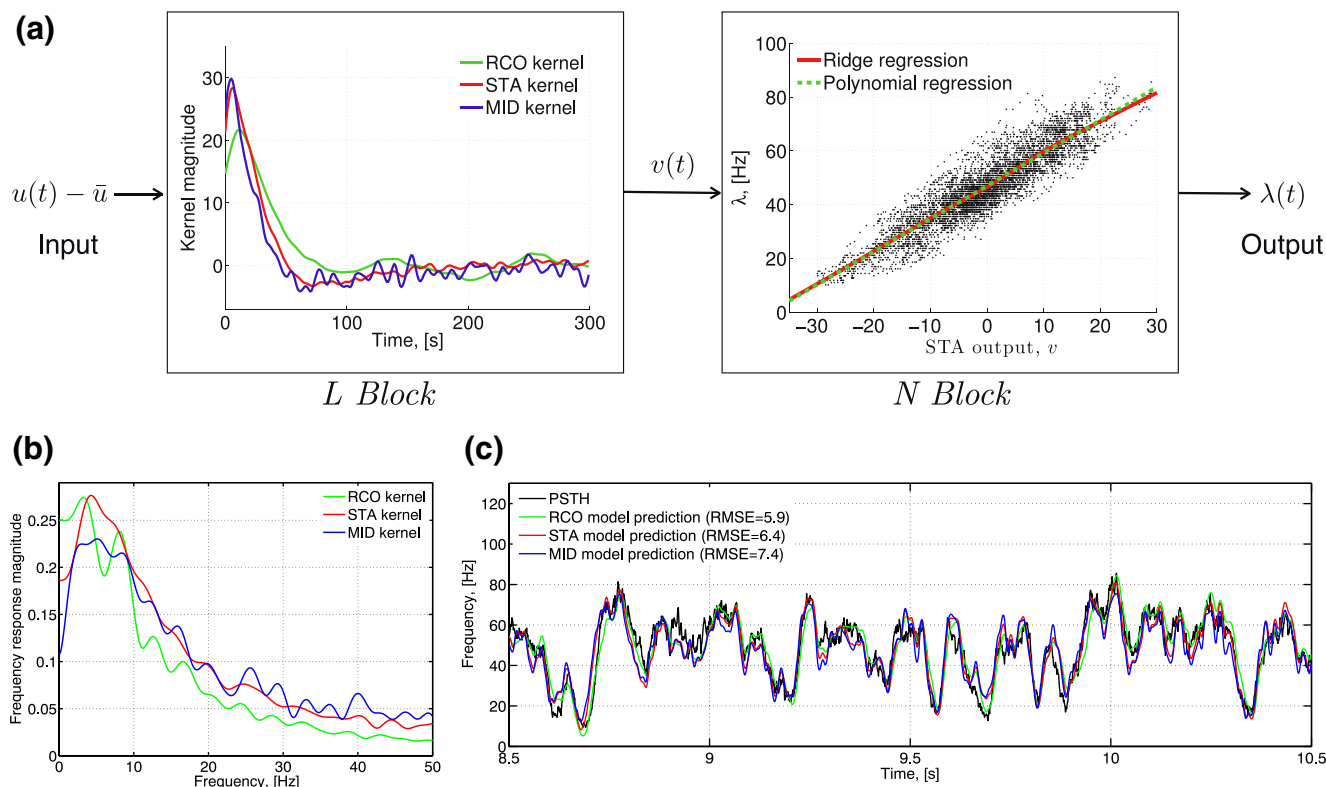 (a)
u(t) − ū
Input
Kernel magnitude
30
20
10
0
RCO kernel
STA kernel
MID kernel
0 100 200 300
Time, [s]
L Block
v(t)
λ, [Hz]
100
80
60
40
20
0
Ridge regression
Polynomial regression
−30 −20 −10 0 10 20 30
STA output, v
N Block
λ(t)
Output
(b)
Frequency response magnitude
0.25
0.2
0.15
0.1
0.05
0
RCO kernel
STA kernel
MID kernel
0 10 20 30 40 50
Frequency, [Hz]
(c)
Frequency, [Hz]
120
100
80
60
40
20
0
PSTH
RCO model prediction (RMSE=5.9)
STA model prediction (RMSE=6.4)
MID model prediction (RMSE=7.4)
8.5 9 9.5 10 10.5
Time, [s]